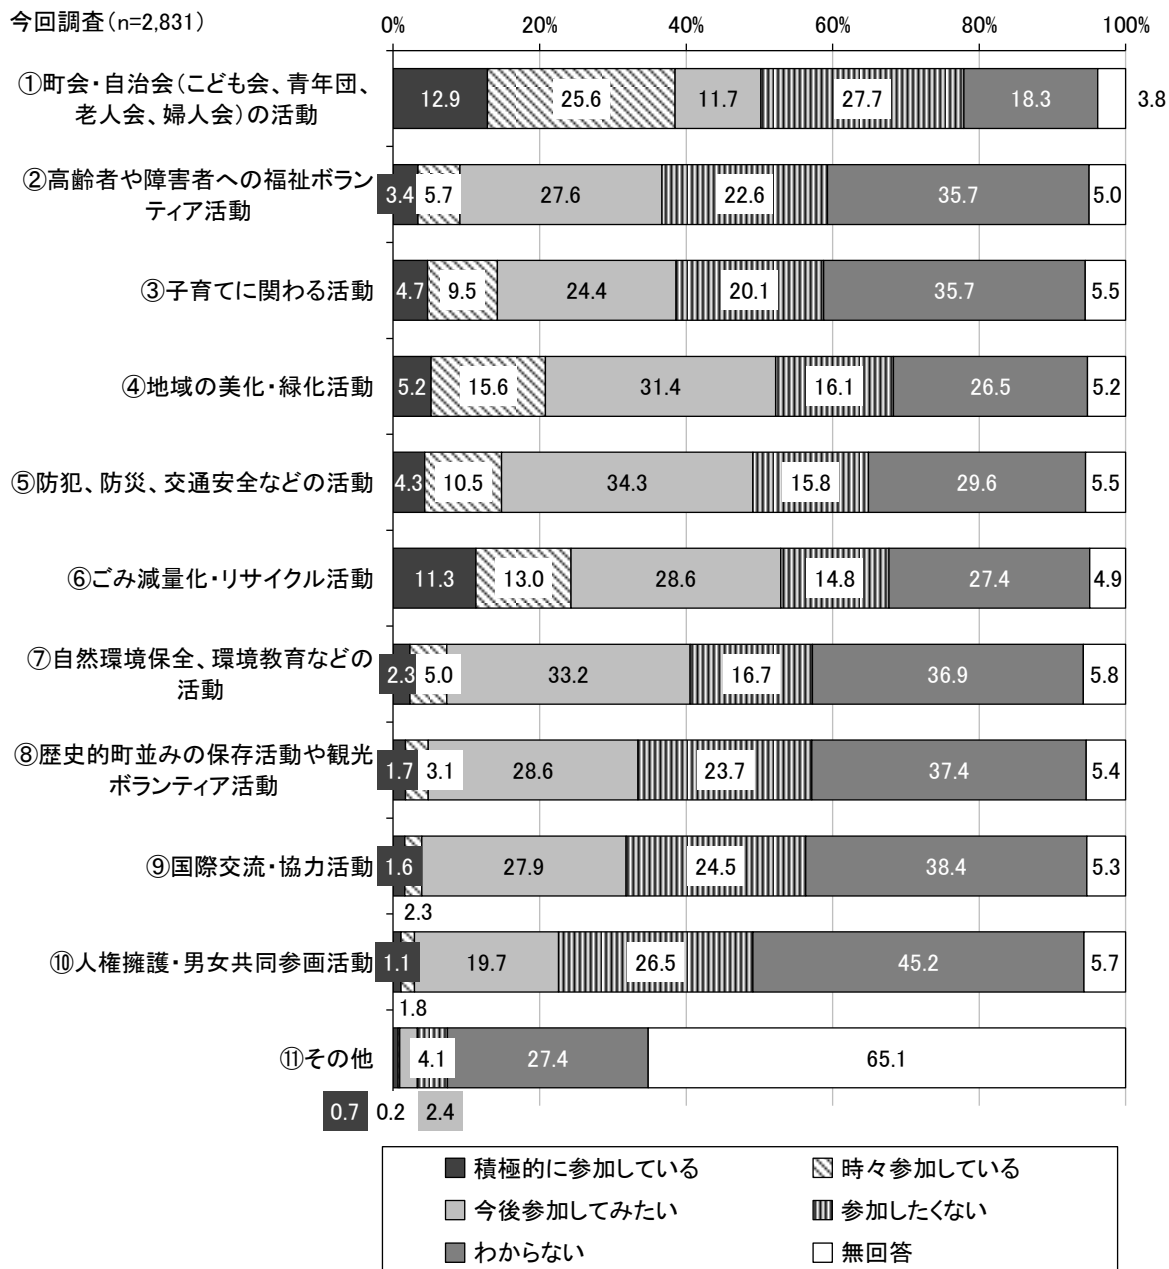 今回調査(n=2,831)
0% 20% 40% 60% 80% 100%
①町会・自治会(こども会、青年団、
老人会、婦人会)の活動
12.9 25.6 11.7 27.7 18.3 3.8
②高齢者や障害者への福祉ボラン
ティア活動
3.4 5.7 27.6 22.6 35.7 5.0
③子育てに関わる活動 4.7 9.5 24.4 20.1 35.7 5.5
④地域の美化・緑化活動 5.2 15.6 31.4 16.1 26.5 5.2
⑤防犯、防災、交通安全などの活動 4.3 10.5 34.3 15.8 29.6 5.5
⑥ごみ減量化・リサイクル活動 11.3 13.0 28.6 14.8 27.4 4.9
⑦自然環境保全、環境教育などの
活動
2.3 5.0 33.2 16.7 36.9 5.8
⑧歴史的町並みの保存活動や観光
ボランティア活動
1.7 3.1 28.6 23.7 37.4 5.4
⑨国際交流・協力活動 1.6 27.9 24.5 38.4 5.3
2.3
⑩人権擁護・男女共同参画活動 1.1 19.7 26.5 45.2 5.7
1.8
⑪その他 4.1 27.4 65.1
0.7 0.2 2.4
積極的に参加している 時々参加している
今後参加してみたい 参加したくない
わからない 無回答